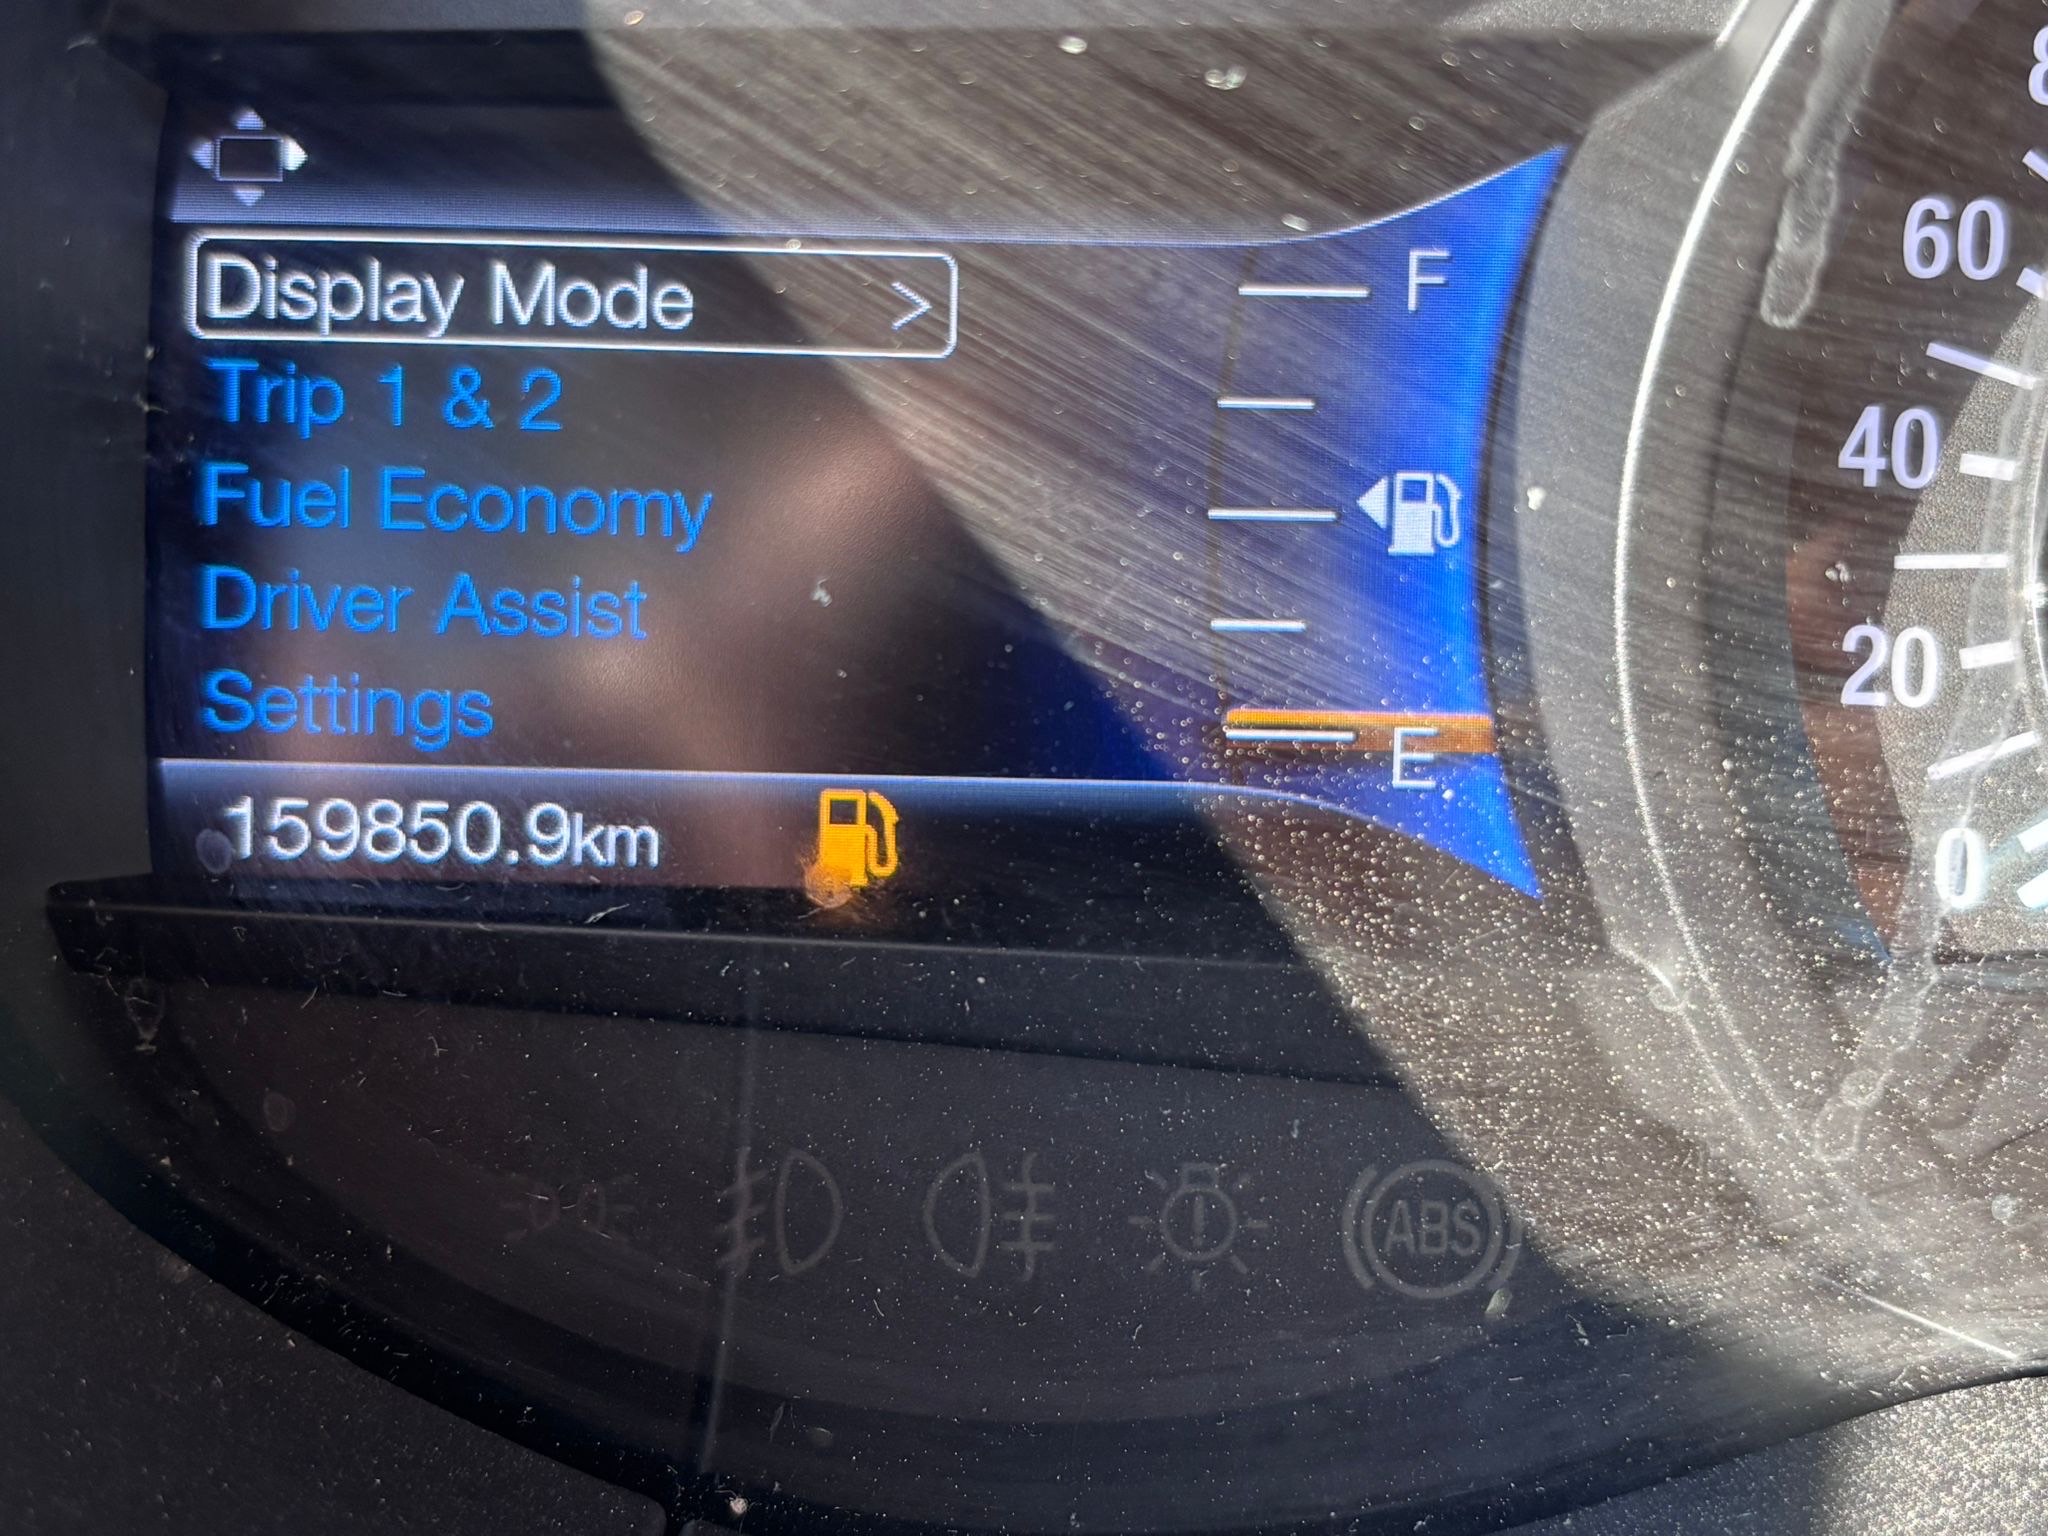 Display Mode >
Trip 1 & 2
Fuel Economy
Driver Assist
Settings
159850.9km
F
E
60
40
20
0
ABS